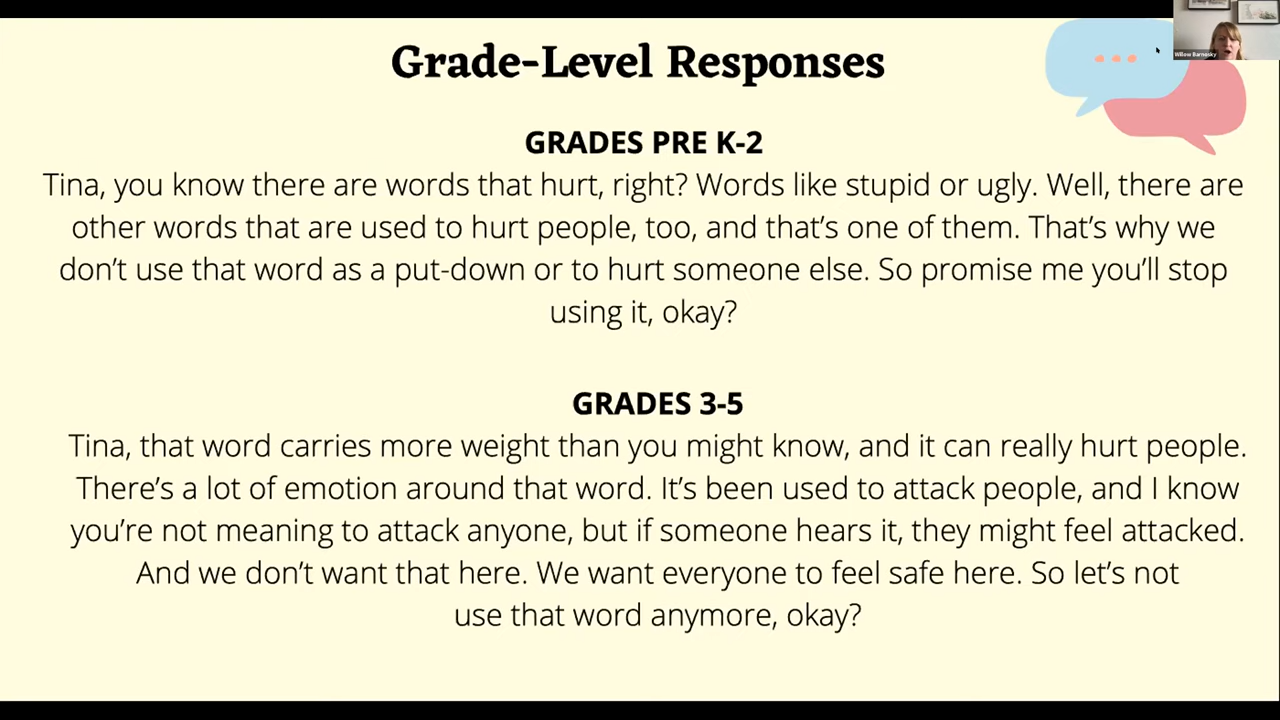 Grade-Level Responses
Willow Barnosky
GRADES PRE K-2
Tina, you know there are words that hurt, right? Words like stupid or ugly. Well, there are
other words that are used to hurt people, too, and that’s one of them. That’s why we
don’t use that word as a put-down or to hurt someone else. So promise me you’ll stop
using it, okay?
GRADES 3-5
Tina, that word carries more weight than you might know, and it can really hurt people.
There’s a lot of emotion around that word. It’s been used to attack people, and I know
you’re not meaning to attack anyone, but if someone hears it, they might feel attacked.
And we don’t want that here. We want everyone to feel safe here. So let’s not
use that word anymore, okay?